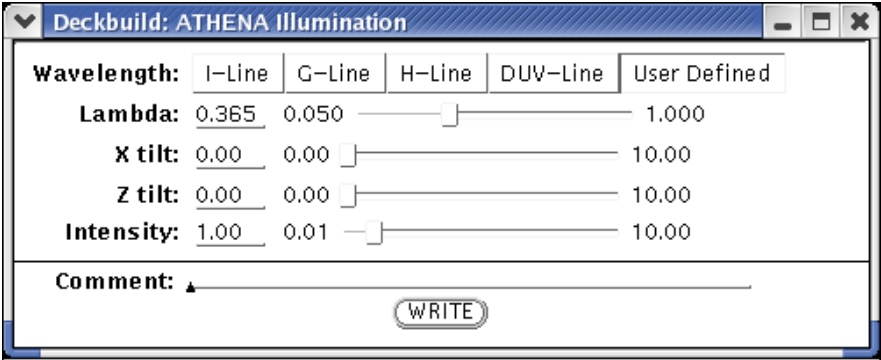 Deckbuild: ATHENA Illumination
Wavelength: I-Line G-Line H-Line DUV-Line User Defined
Lambda: 0.365 0.050 1.000
X tilt: 0.00 0.00 10.00
Z tilt: 0.00 0.00 10.00
Intensity: 1.00 0.01 10.00
Comment:
WRITE